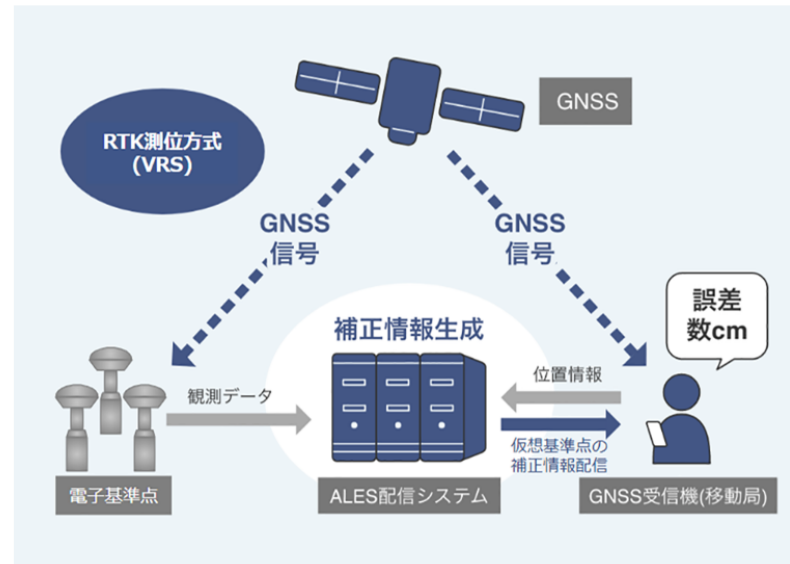 GNSS
RTK測位方式
(VRS)
GNSS
信号
GNSS
信号
誤差
数cm
補正情報生成
観測データ
位置情報
仮想基準点の
補正情報配信
電子基準点
ALES配信システム
GNSS受信機(移動局)